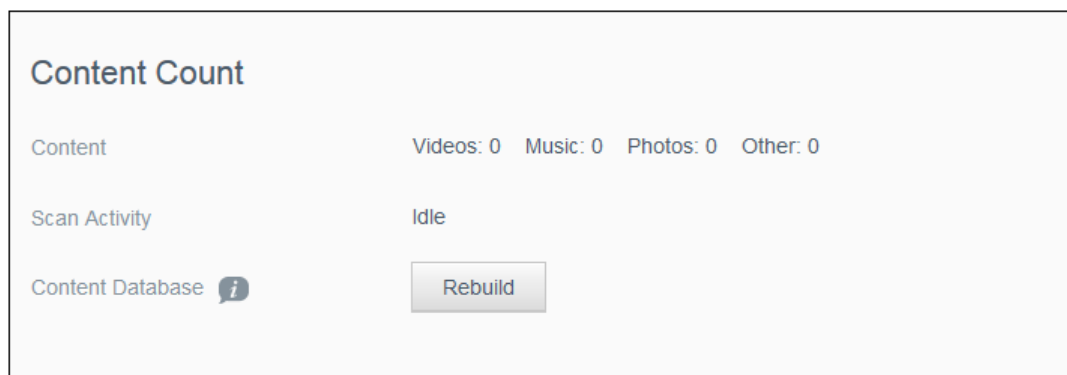 Content Count
Content Videos: 0 Music: 0 Photos: 0 Other: 0
Scan Activity Idle
Content Database i Rebuild